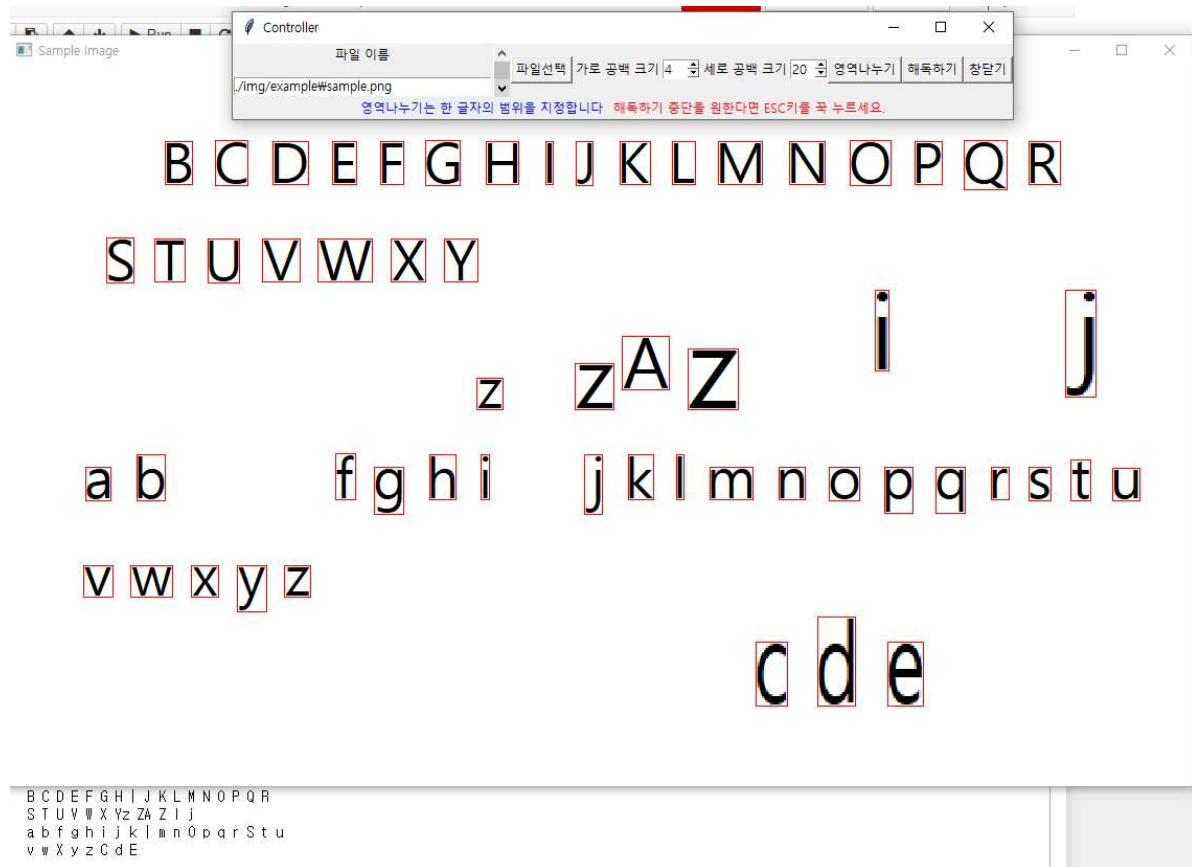 Run
Controller
Sample Image
파일 이름
./img/example₩sample.png
파일선택 가로 공백 크기 4 세로 공백 크기 20 영역나누기 해독하기 창닫기
영역나누기는 한 글자의 범위을 지정합니다 해독하기 중단을 원한다면 ESC키를 꼭 누르세요.
B C D E F G H I J K L M N O P Q R
S T U V W X Y
i j
z z A Z
a b f g h i j k l m n o p q r s t u
v w x y z
c d e
B C D E F G H | J K L M N O P Q R
S T U V W X Yz ZA Z I j
a b f g h i j k | m n O p q r S t u
v w X y z C d E